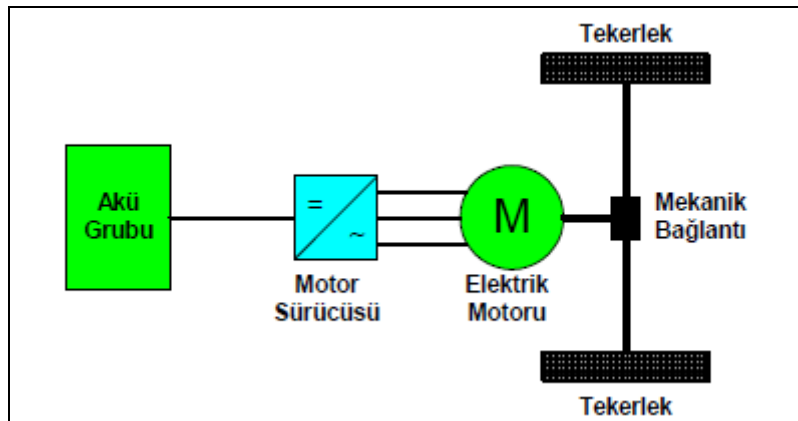 Tekerlek
Akü
Grubu
=
~
M
Mekanik
Bağlantı
Motor
Sürücüsü
Elektrik
Motoru
Tekerlek